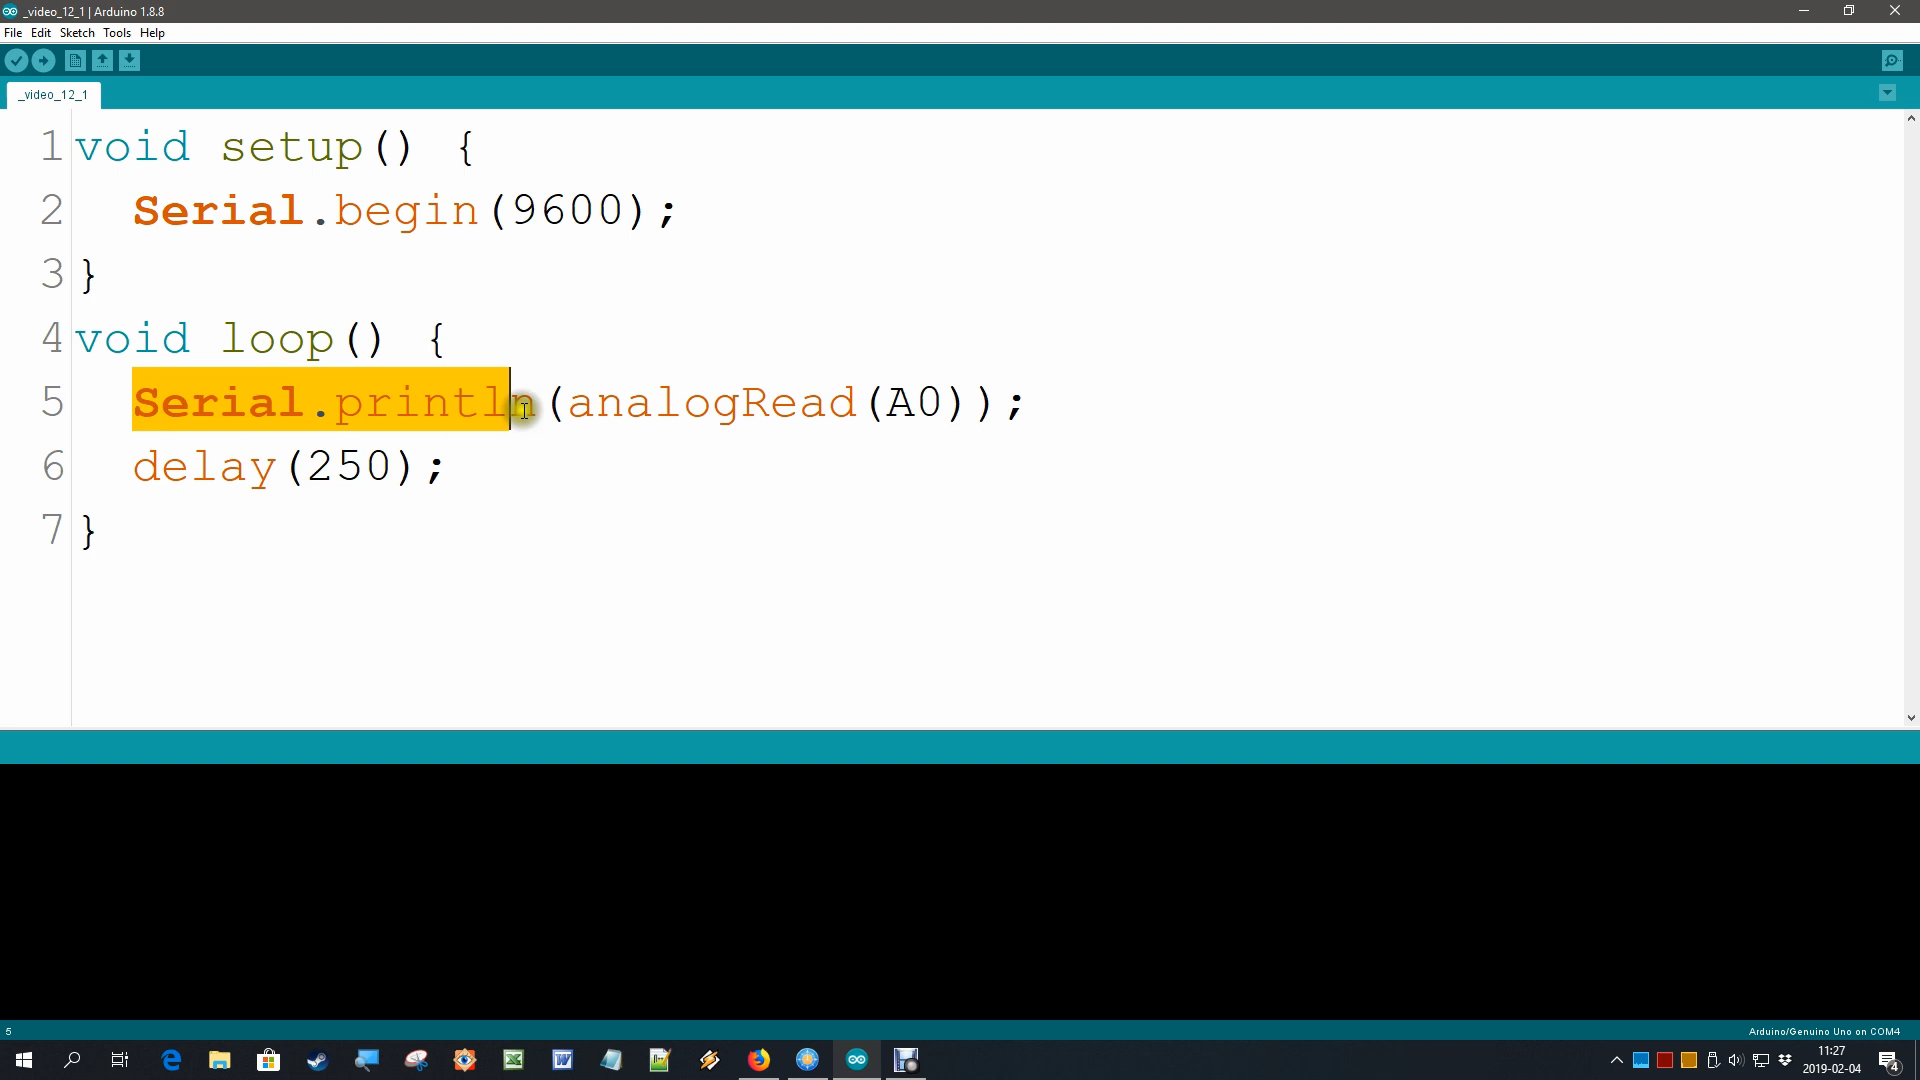 _video_12_1 | Arduino 1.8.8
File Edit Sketch Tools Help
_video_12_1
1 void setup() {
2 Serial.begin(9600);
3 }
4 void loop() {
5 Serial.println(analogRead(A0));
6 delay(250);
7 }
5
Arduino/Genuino Uno on COM4
11:27
2019-02-04
4